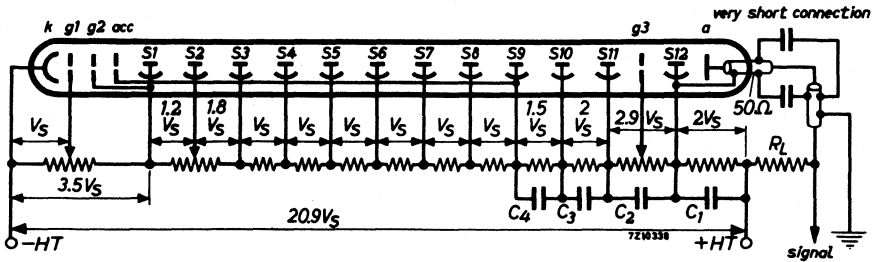 very short connection
k g1 g2 acc S1 S2 S3 S4 S5 S6 S7 S8 S9 S10 S11 g3 S12 a
50Ω
Vs 1.2 Vs 1.8 Vs Vs Vs Vs Vs Vs Vs 1.5 Vs 2 Vs 2.9 Vs 2Vs
RL
3.5Vs
C4 C3 C2 C1
20.9Vs
7Z10338
-HT +HT signal